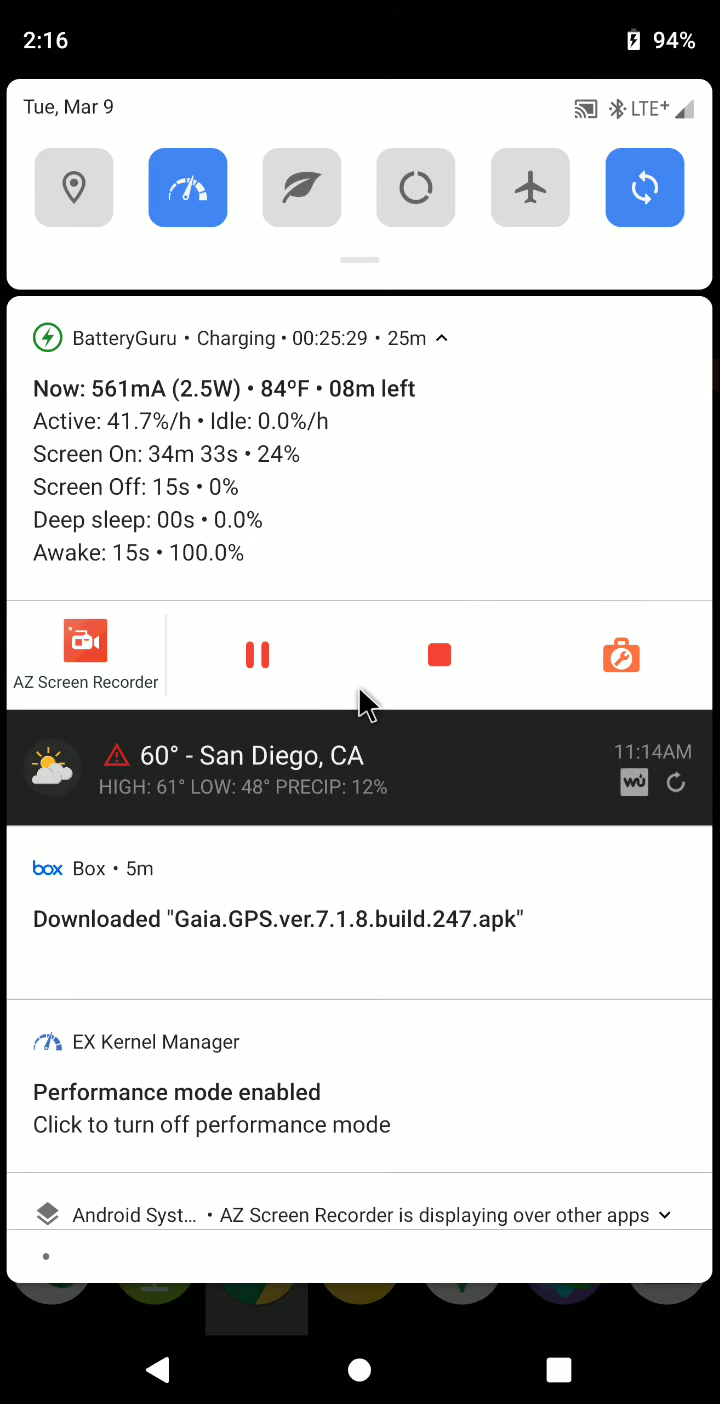 2:16 94%
Tue, Mar 9 LTE+
BatteryGuru • Charging • 00:25:29 • 25m
Now: 561mA (2.5W) • 84ºF • 08m left
Active: 41.7%/h • Idle: 0.0%/h
Screen On: 34m 33s • 24%
Screen Off: 15s • 0%
Deep sleep: 00s • 0.0%
Awake: 15s • 100.0%
AZ Screen Recorder
60° - San Diego, CA 11:14AM
HIGH: 61° LOW: 48° PRECIP: 12% wu
box Box • 5m
Downloaded "Gaia.GPS.ver.7.1.8.build.247.apk"
EX Kernel Manager
Performance mode enabled
Click to turn off performance mode
Android Syst… • AZ Screen Recorder is displaying over other apps